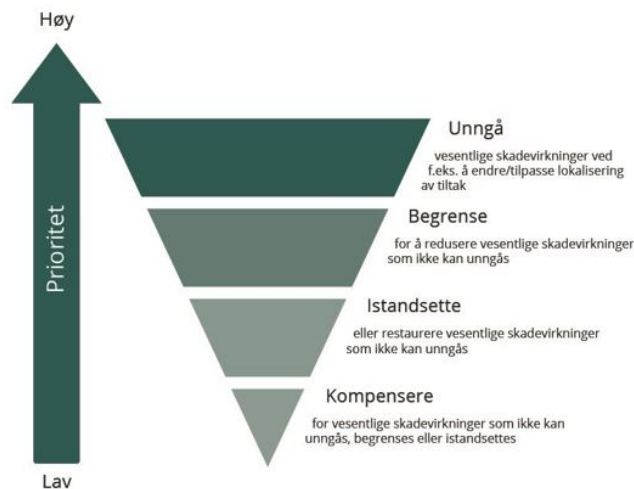 Høy
Prioritet
Unngå
vesentlige skadevirkninger ved
f.eks. å endre/tilpasse lokalisering
av tiltak
Begrense
for å redusere vesentlige skadevirkninger
som ikke kan unngås
Istandsette
eller restaurere vesentlige skadevirkninger
som ikke kan unngås
Kompensere
for vesentlige skadevirkninger som ikke kan
unngås, begrenses eller istandsettes
Lav